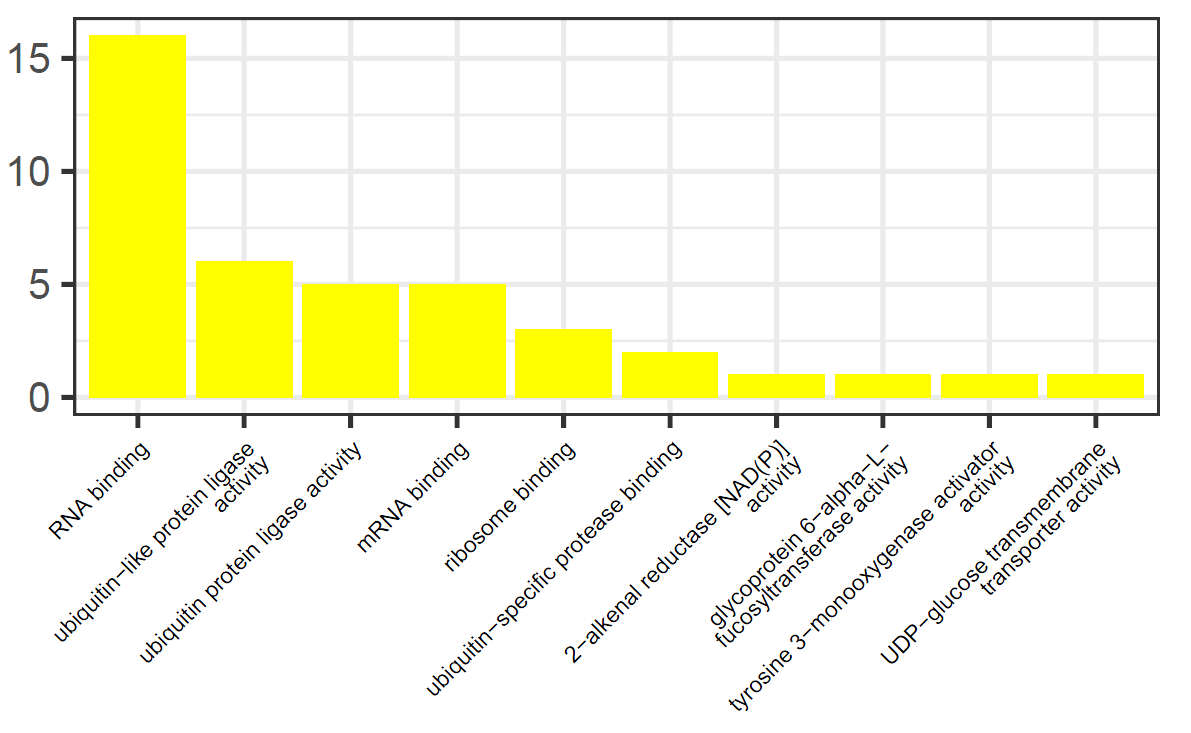 15
10
5
0
RNA binding
ubiquitin−like protein ligase
activity
ubiquitin protein ligase activity
mRNA binding
ribosome binding
ubiquitin−specific protease binding
2−alkenal reductase [NAD(P)]
activity
glycoprotein 6−alpha−L−
fucosyltransferase activity
tyrosine 3−monooxygenase activator
activity
UDP−glucose transmembrane
transporter activity